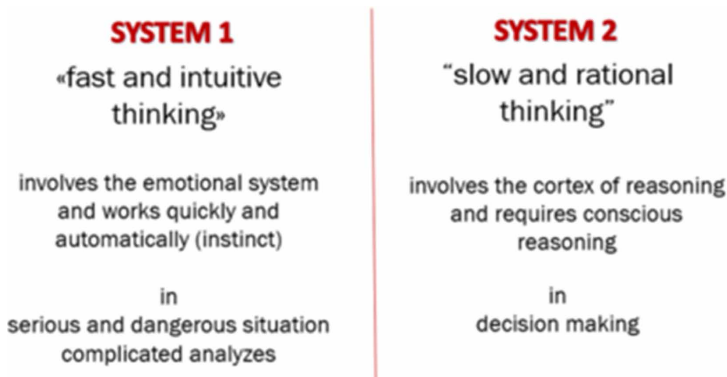 SYSTEM 1
«fast and intuitive
thinking»
involves the emotional system
and works quickly and
automatically (instinct)
in
serious and dangerous situation
complicated analyzes
SYSTEM 2
“slow and rational
thinking”
involves the cortex of reasoning
and requires conscious
reasoning
in
decision making